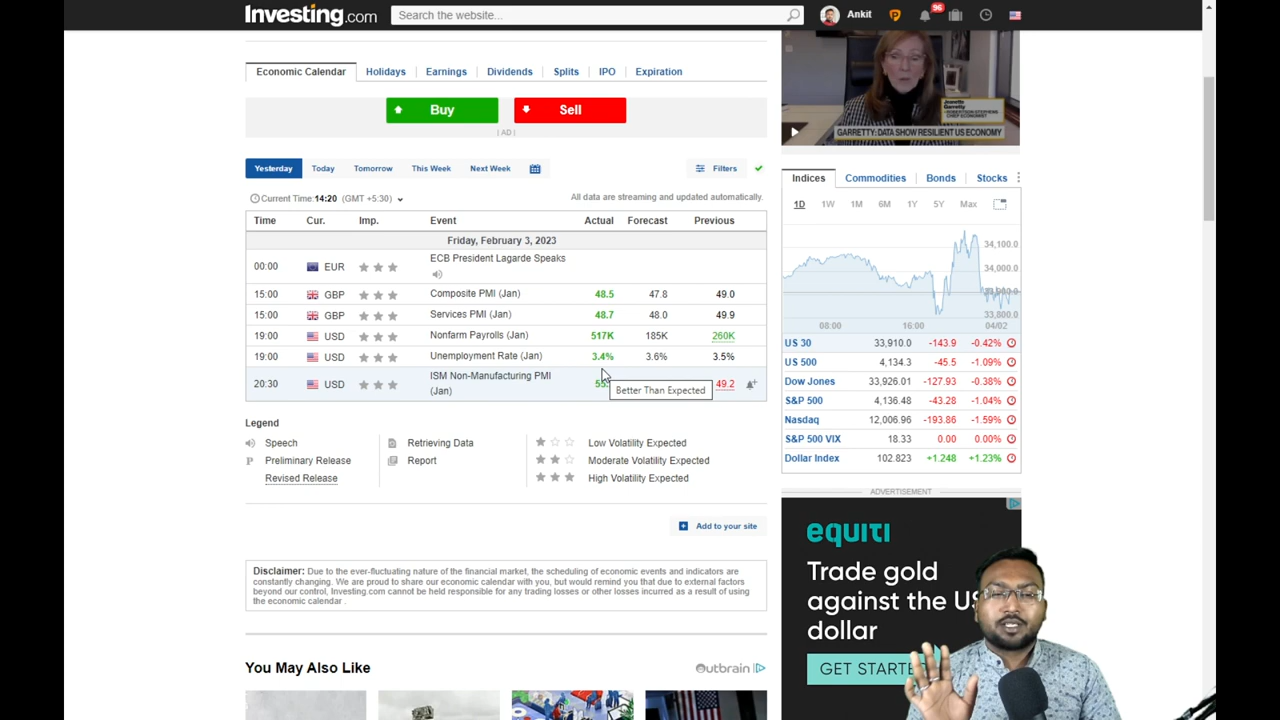 Investing.com
Search the website...
Ankit
96
Economic Calendar Holidays Earnings Dividends Splits IPO Expiration
Buy
Sell
| AD |
Yesterday Today Tomorrow This Week Next Week Filters
Current Time: 14:20 (GMT +5:30)
All data are streaming and updated automatically.
Time Cur. Imp. Event Actual Forecast Previous
Friday, February 3, 2023
00:00 EUR ECB President Lagarde Speaks
15:00 GBP Composite PMI (Jan) 48.5 47.8 49.0
15:00 GBP Services PMI (Jan) 48.7 48.0 49.9
19:00 USD Nonfarm Payrolls (Jan) 517K 185K 260K
19:00 USD Unemployment Rate (Jan) 3.4% 3.6% 3.5%
20:30 USD ISM Non-Manufacturing PMI
(Jan) 49.2
Better Than Expected
Legend
Speech Retrieving Data Low Volatility Expected
Preliminary Release Report Moderate Volatility Expected
Revised Release High Volatility Expected
Add to your site
Disclaimer: Due to the ever-fluctuating nature of the financial market, the scheduling of economic events and indicators are
constantly changing. We are proud to share our economic calendar with you, but would remind you that due to external factors
beyond our control, Investing.com cannot be held responsible for any trading losses or other losses incurred as a result of using
the economic calendar .
You May Also Like
Outbrain
Jeanette
Garretty
ROBERTSON STEPHENS
CHIEF ECONOMIST
GARRETTY: DATA SHOW RESILIENT US ECONOMY
Indices Commodities Bonds Stocks
1D 1W 1M 6M 1Y 5Y Max
34,100.0
34,000.0
33,800.0
08:00 16:00 04/02
US 30 33,910.0 -143.9 -0.42%
US 500 4,134.3 -45.5 -1.09%
Dow Jones 33,926.01 -127.93 -0.38%
S&P 500 4,136.48 -43.28 -1.04%
Nasdaq 12,006.96 -193.86 -1.59%
S&P 500 VIX 18.33 0.00 0.00%
Dollar Index 102.823 +1.248 +1.23%
ADVERTISEMENT
equiti
Trade gold
against the
dollar
GET